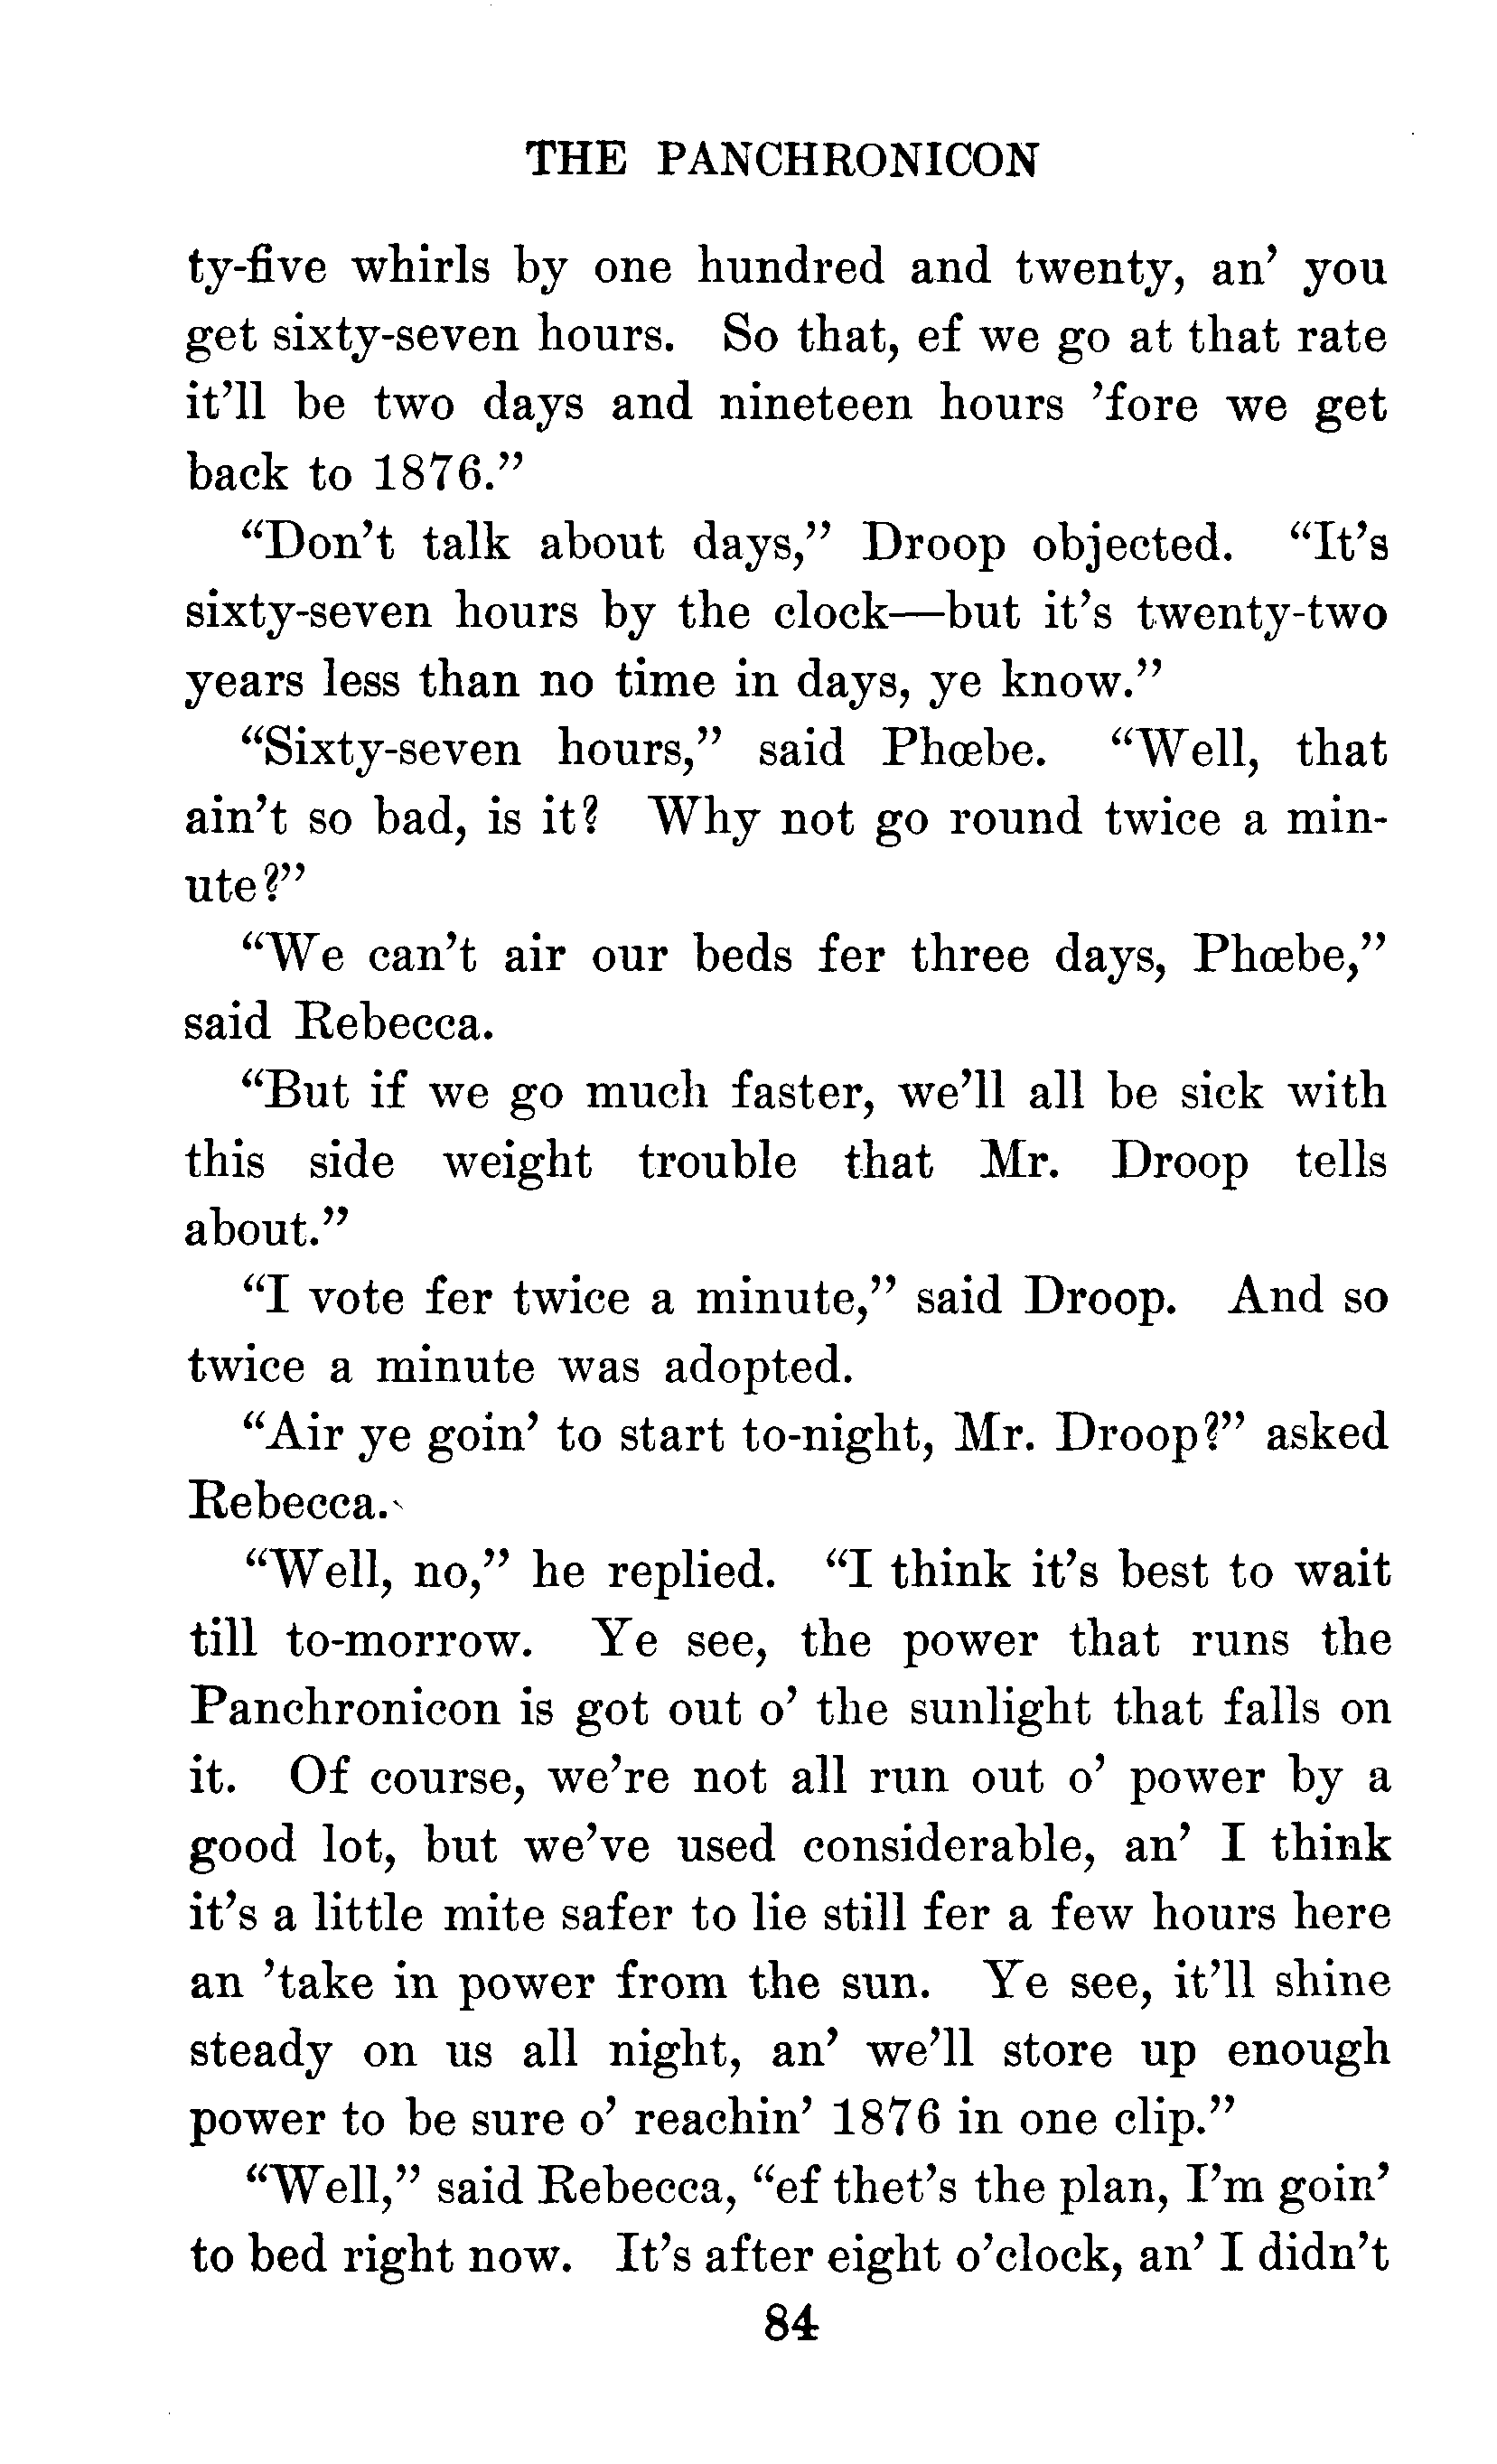 THE PANCHRONICON
ty-five whirls by one hundred and twenty, an’ you
get sixty-seven hours. So that, ef we go at that rate
it’ll be two days and nineteen hours ’fore we get
back to 1876.”
“Don’t talk about days,” Droop objected. “It’s
sixty-seven hours by the clock—but it’s twenty-two
years less than no time in days, ye know.”
“Sixty-seven hours,” said Phœbe. “Well, that
ain’t so bad, is it? Why not go round twice a min-
ute?”
“We can’t air our beds fer three days, Phœbe,”
said Rebecca.
“But if we go much faster, we’ll all be sick with
this side weight trouble that Mr. Droop tells
about.”
“I vote fer twice a minute,” said Droop. And so
twice a minute was adopted.
“Air ye goin’ to start to-night, Mr. Droop?” asked
Rebecca.
“Well, no,” he replied. “I think it’s best to wait
till to-morrow. Ye see, the power that runs the
Panchronicon is got out o’ the sunlight that falls on
it. Of course, we’re not all run out o’ power by a
good lot, but we’ve used considerable, an’ I think
it’s a little mite safer to lie still fer a few hours here
an ’take in power from the sun. Ye see, it’ll shine
steady on us all night, an’ we’ll store up enough
power to be sure o’ reachin’ 1876 in one clip.”
“Well,” said Rebecca, “ef thet’s the plan, I’m goin’
to bed right now. It’s after eight o’clock, an’ I didn’t
84